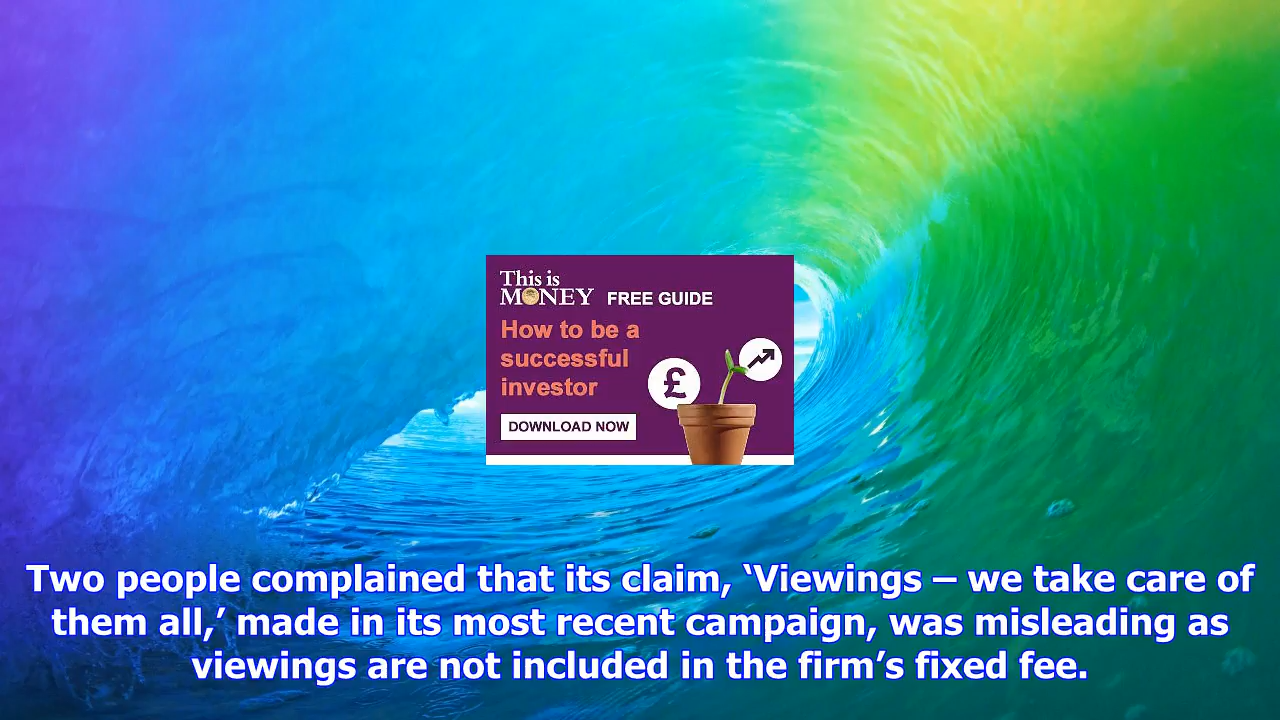 This is
MONEY FREE GUIDE
How to be a
successful
investor
£
DOWNLOAD NOW
Two people complained that its claim, ‘Viewings – we take care of
them all,’ made in its most recent campaign, was misleading as
viewings are not included in the firm’s fixed fee.